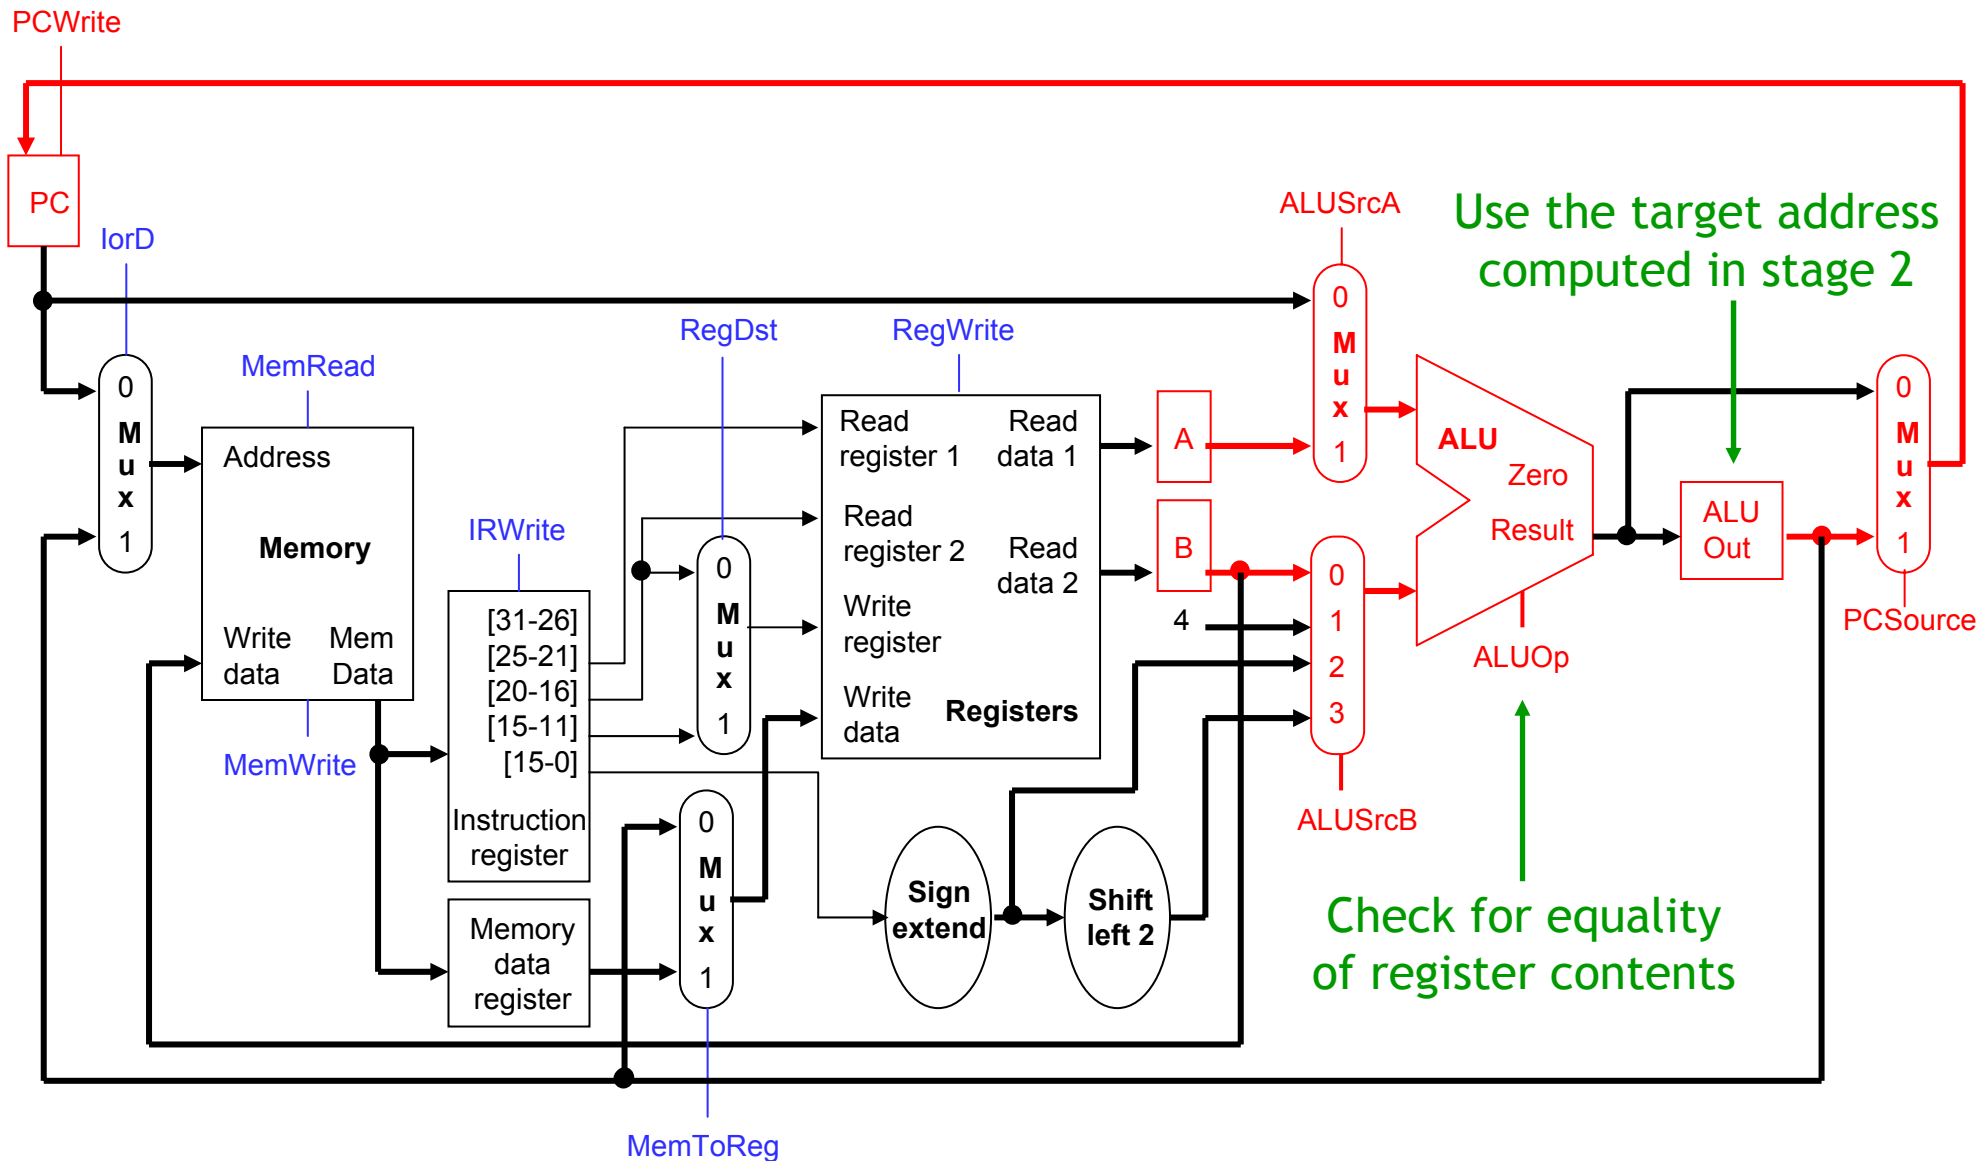 PCWrite
PC
IorD
0
M
u
x
1
MemRead
Address
Memory
Write
data
Mem
Data
MemWrite
IRWrite
[31-26]
[25-21]
[20-16]
[15-11]
[15-0]
Instruction
register
Memory
data
register
RegDst
0
M
u
x
1
0
M
u
x
1
MemToReg
RegWrite
Read
register 1
Read
data 1
Read
register 2
Read
data 2
Write
register
Write
data
Registers
Sign
extend
Shift
left 2
A
B
4
ALUSrcA
0
M
u
x
1
0
1
2
3
ALUSrcB
ALU
Zero
Result
ALUOp
Use the target address
computed in stage 2
ALU
Out
0
M
u
x
1
PCSource
Check for equality
of register contents